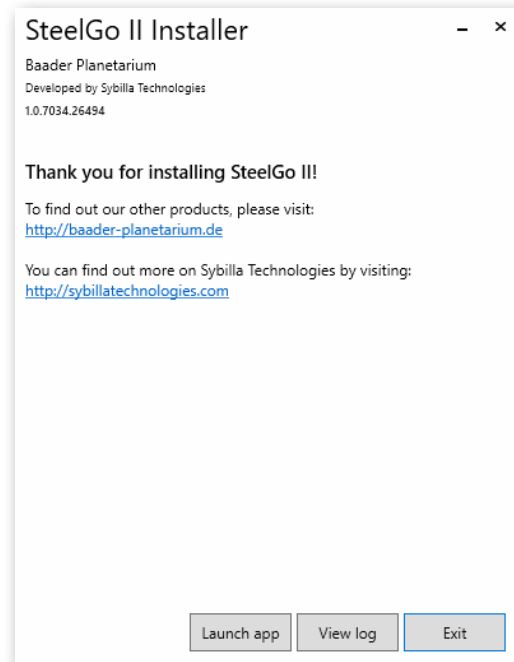 SteelGo II Installer
Baader Planetarium
Developed by Sybilla Technologies
1.0.7034.26494
Thank you for installing SteelGo II!
To find out our other products, please visit:
http://baader-planetarium.de
You can find out more on Sybilla Technologies by visiting:
http://sybillatechnologies.com
Launch app
View log
Exit